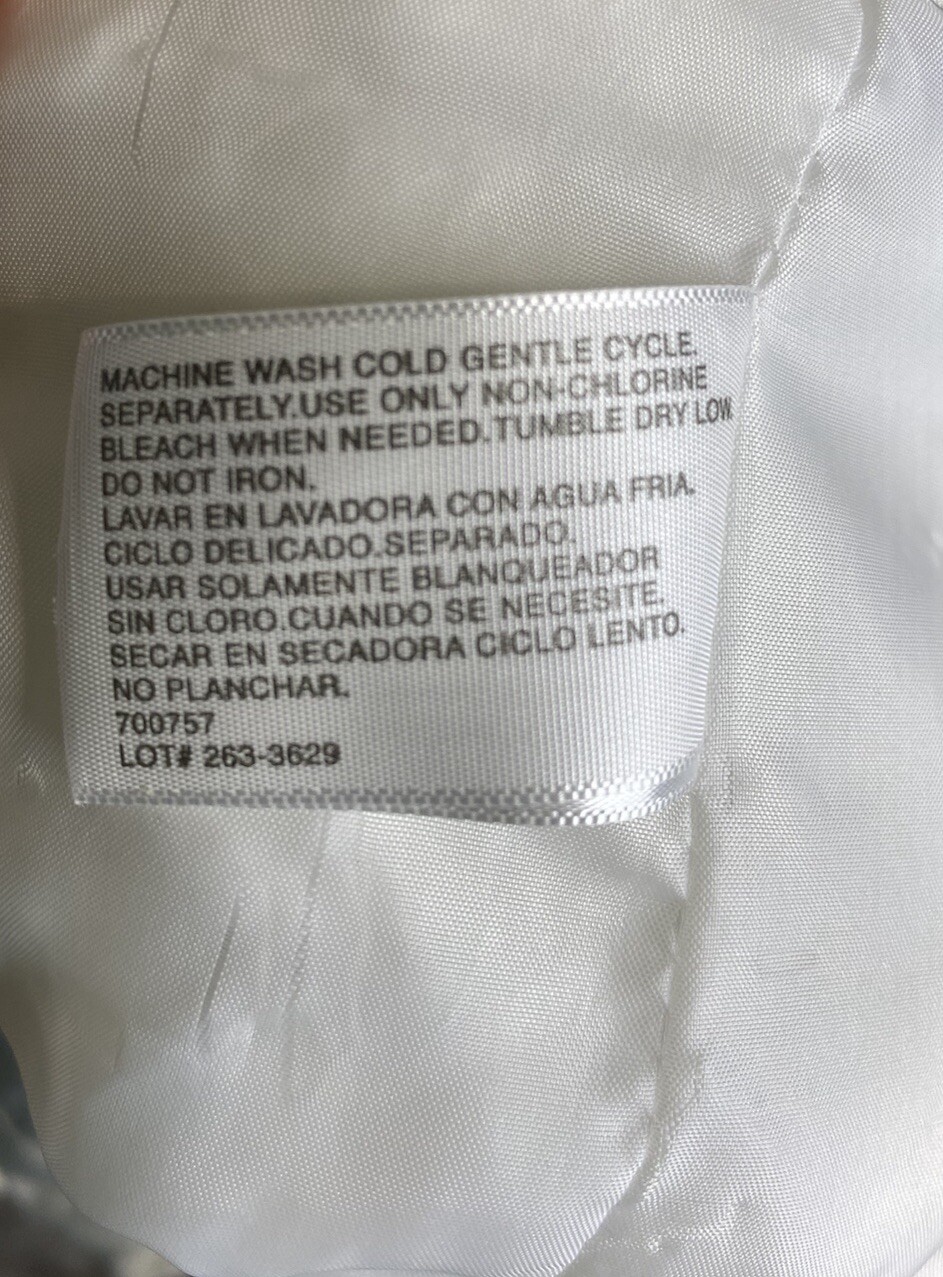 MACHINE WASH COLD GENTLE CYCLE.
SEPARATELY.USE ONLY NON-CHLORINE
BLEACH WHEN NEEDED.TUMBLE DRY LOW
DO NOT IRON.
LAVAR EN LAVADORA CON AGUA FRIA.
CICLO DELICADO.SEPARADO.
USAR SOLAMENTE BLANQUEADOR
SIN CLORO.CUANDO SE NECESITE.
SECAR EN SECADORA CICLO LENTO.
NO PLANCHAR.
700757
LOT# 263-3629